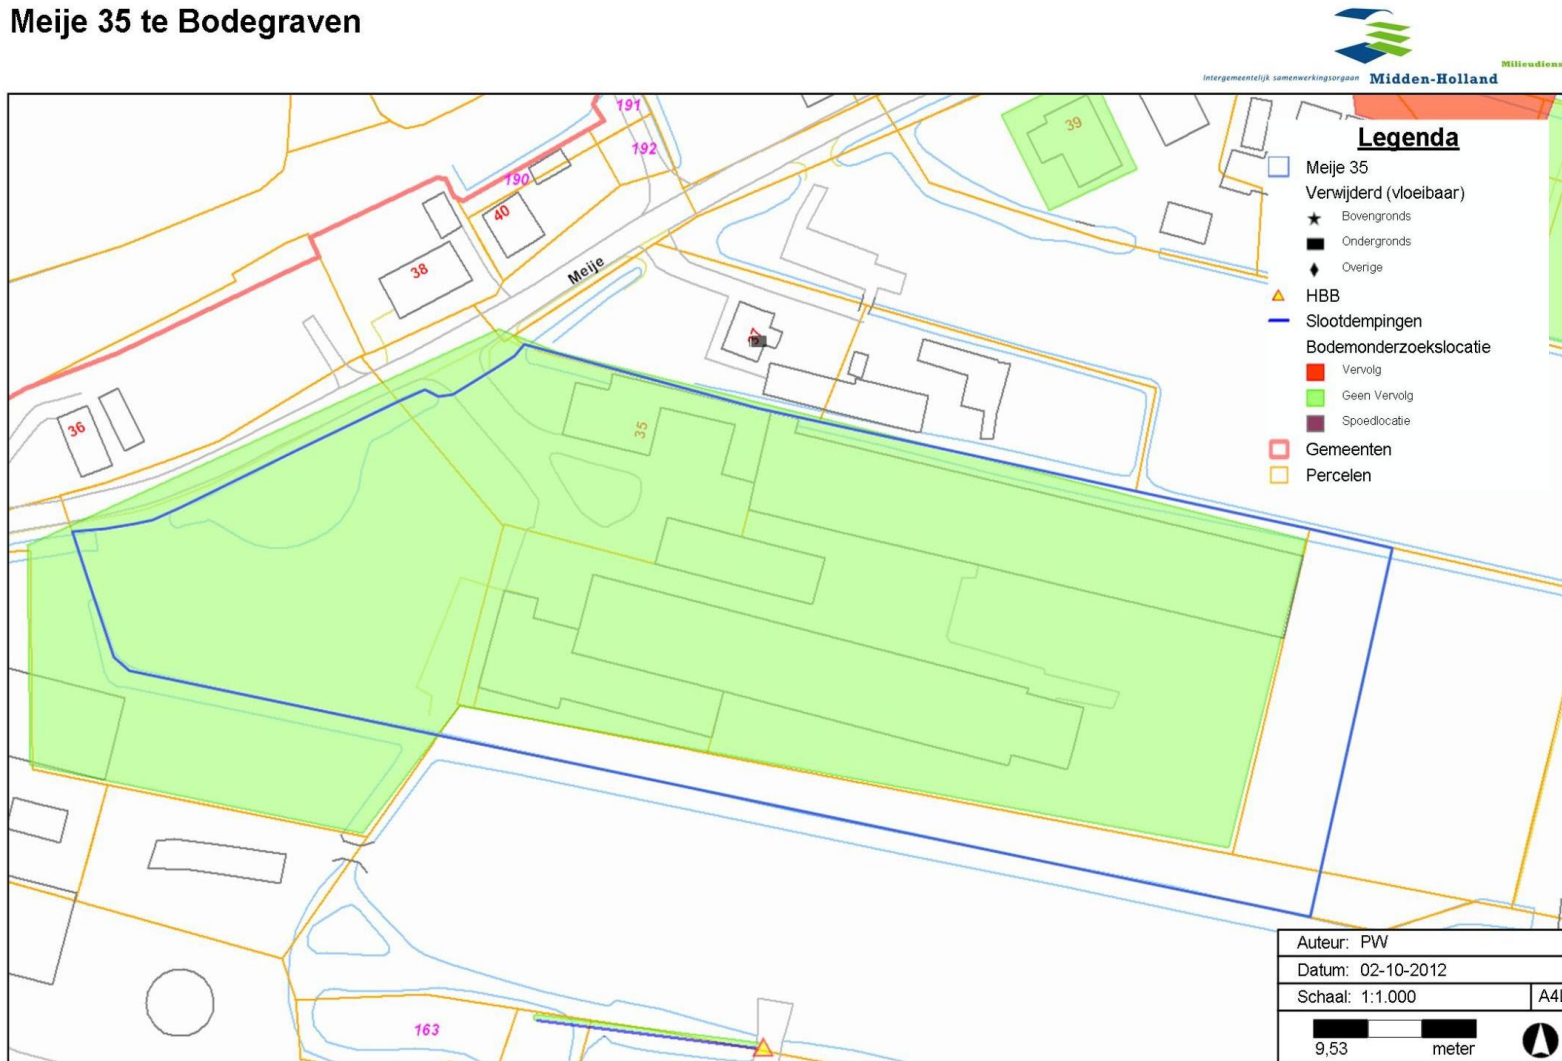 Meije 35 te Bodegraven
Intergemeentelijk samenwerkingsorgaan Midden-Holland
Milieudiens
191
192
190
40
38
Meije
39
37
36
35
163
Legenda
Meije 35
Verwijderd (vloeibaar)
Bovengronds
Ondergronds
Overige
HBB
Slootdempingen
Bodemonderzoekslocatie
Vervolg
Geen Vervolg
Spoedlocatie
Gemeenten
Percelen
Auteur: PW
Datum: 02-10-2012
Schaal: 1:1.000
A4
9,53 meter